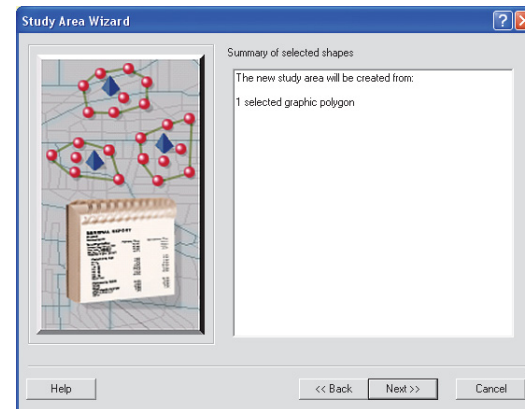 Study Area Wizard
Summary of selected shapes
The new study area will be created from:
1 selected graphic polygon
Help
<< Back
Next >>
Cancel